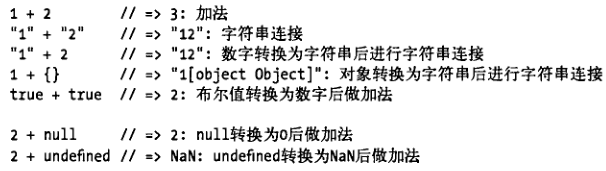 1 + 2 // => 3: 加法
"1" + "2" // => "12": 字符串连接
"1" + 2 // => "12": 数字转换为字符串后进行字符串连接
1 + {} // => "1[object Object]": 对象转换为字符串后进行字符串连接
true + true // => 2: 布尔值转换为数字后做加法
2 + null // => 2: null转换为0后做加法
2 + undefined // => NaN: undefined转换为NaN后做加法